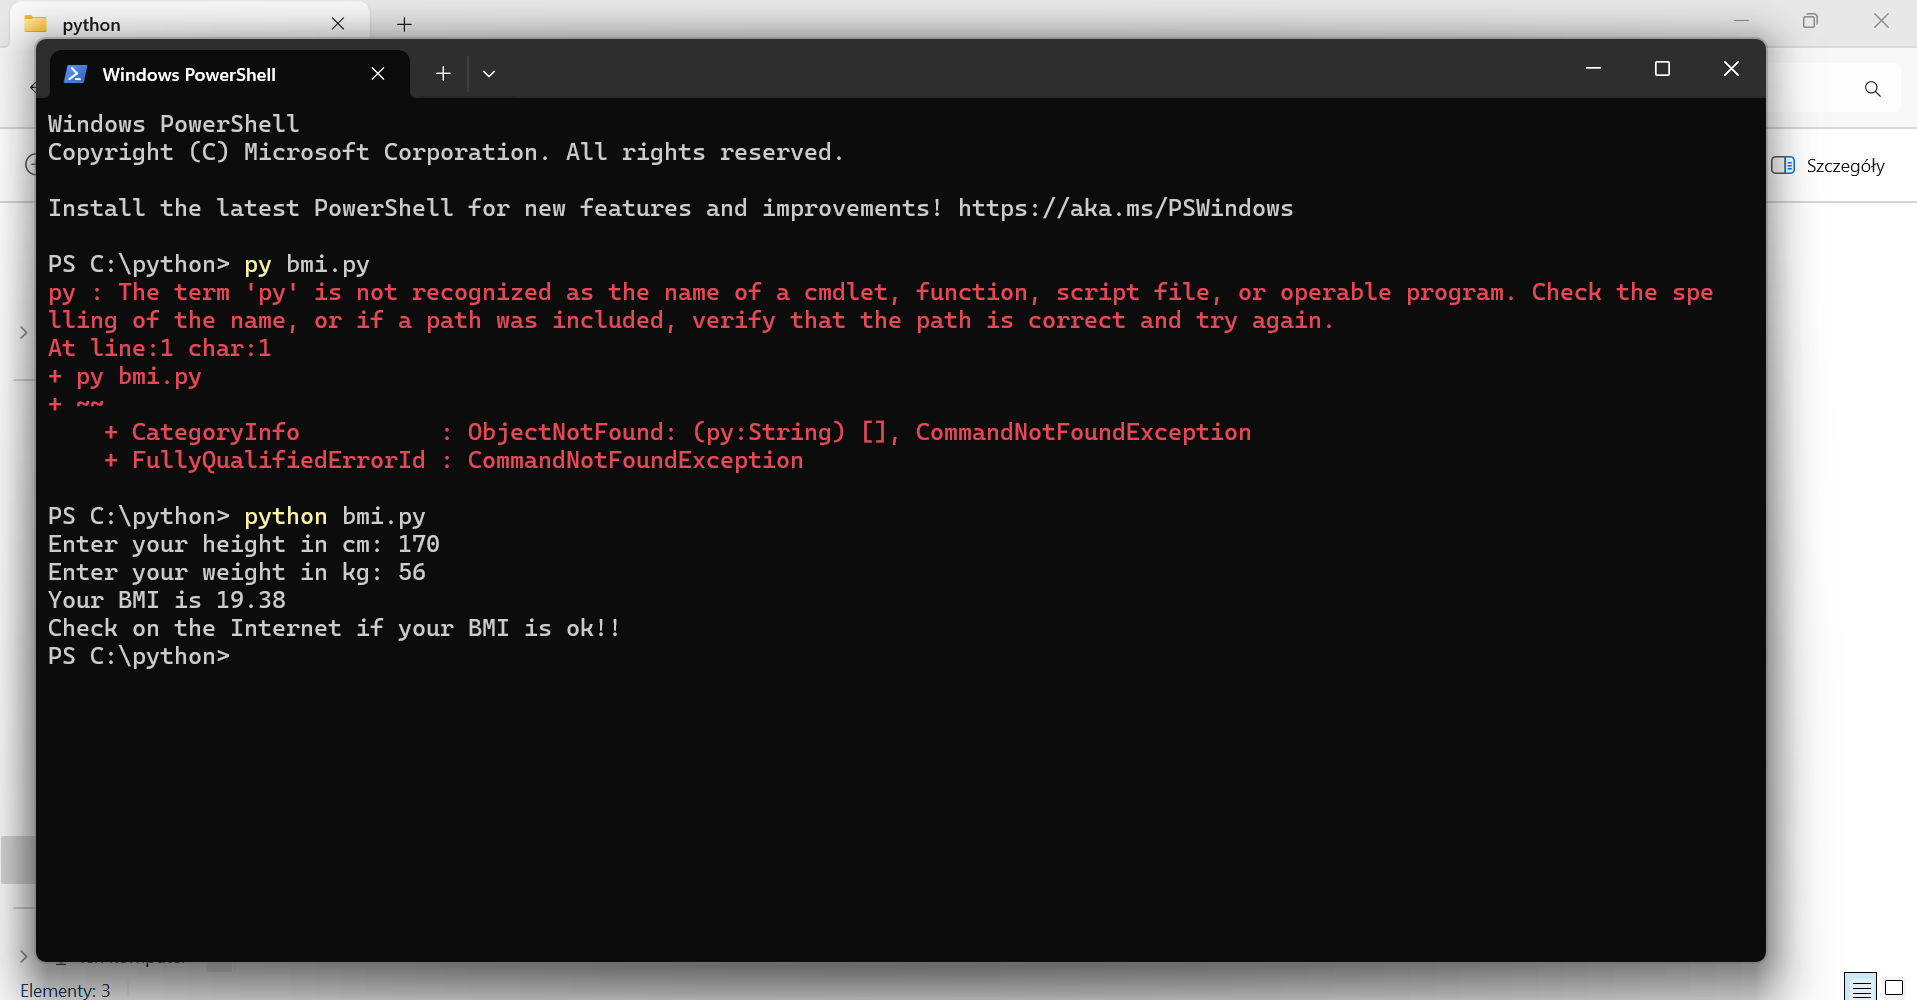 python
Windows PowerShell
Windows PowerShell
Copyright (C) Microsoft Corporation. All rights reserved.
Install the latest PowerShell for new features and improvements! https://aka.ms/PSWindows
PS C:\python> py bmi.py
py : The term 'py' is not recognized as the name of a cmdlet, function, script file, or operable program. Check the spe
lling of the name, or if a path was included, verify that the path is correct and try again.
At line:1 char:1
+ py bmi.py
+ ~~
    + CategoryInfo          : ObjectNotFound: (py:String) [], CommandNotFoundException
    + FullyQualifiedErrorId : CommandNotFoundException
PS C:\python> python bmi.py
Enter your height in cm: 170
Enter your weight in kg: 56
Your BMI is 19.38
Check on the Internet if your BMI is ok!!
PS C:\python>
Szczegóły
Elementy: 3